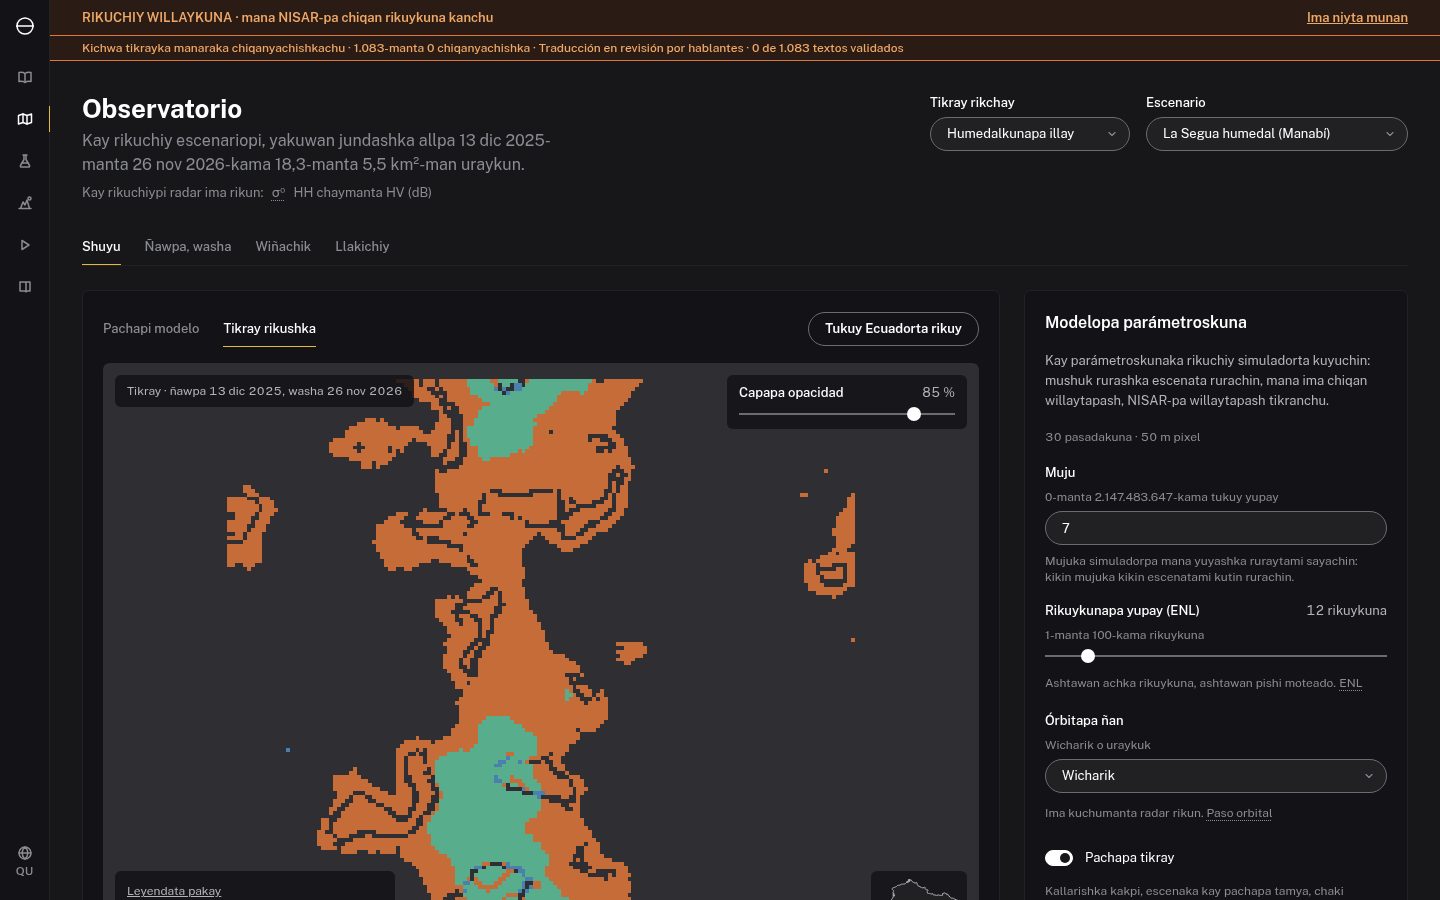 RIKUCHIY WILLAYKUNA · mana NISAR-pa chiqan rikuykuna kanchu
Ima niyta munan
Kichwa tikrayka manaraka chiqanyachishkachu · 1.083-manta 0 chiqanyachishka · Traducción en revisión por hablantes · 0 de 1.083 textos validados
Observatorio
Kay rikuchiy escenariopi, yakuwan jundashka allpa 13 dic 2025-
manta 26 nov 2026-kama 18,3-manta 5,5 km²-man uraykun.
Kay rikuchiypi radar ima rikun: σ⁰ HH chaymanta HV (dB)
Tikray rikchay
Humedalkunapa illay
Escenario
La Segua humedal (Manabí)
Shuyu
Ñawpa, washa
Wiñachik
Llakichiy
Pachapi modelo
Tikray rikushka
Tukuy Ecuadorta rikuy
Tikray · ñawpa 13 dic 2025, washa 26 nov 2026
Capapa opacidad
85 %
Leyendata pakay
Modelopa parámetroskuna
Kay parámetroskunaka rikuchiy simuladorta kuyuchin:
mushuk rurashka escenata rurachin, mana ima chiqan
willaytapash, NISAR-pa willaytapash tikranchu.
30 pasadakuna · 50 m pixel
Muju
0-manta 2.147.483.647-kama tukuy yupay
7
Mujuka simuladorpa mana yuyashka ruraytami sayachin:
kikin mujuka kikin escenatami kutin rurachin.
Rikuykunapa yupay (ENL)
12 rikuykuna
1-manta 100-kama rikuykuna
Ashtawan achka rikuykuna, ashtawan pishi moteado. ENL
Órbitapa ñan
Wicharik o uraykuk
Wicharik
Ima kuchumanta radar rikun. Paso orbital
Pachapa tikray
Kallarishka kakpi, escenaka kay pachapa tamya, chaki
QU